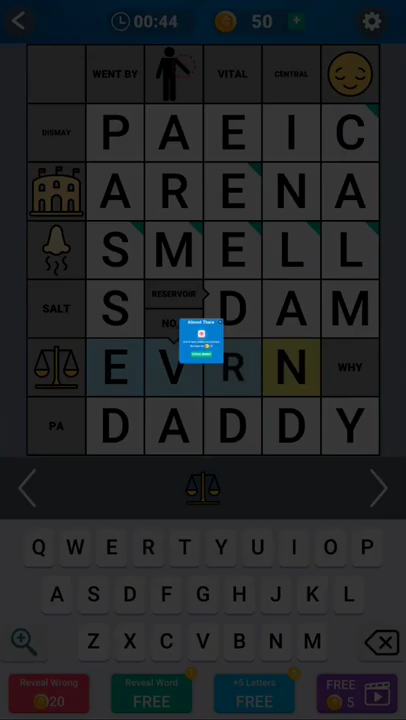 00:44 50 +
WENT BY VITAL CENTRAL
DISMAY P A E I C
A R E N A
S M E L L
SALT S RESERVOIR D A M
NO,
E V R N WHY
PA D A D D Y
Q W E R T Y U I O P
A S D F G H J K L
Z X C V B N M
Reveal Wrong Reveal Word +5 Letters FREE
20 FREE FREE 5